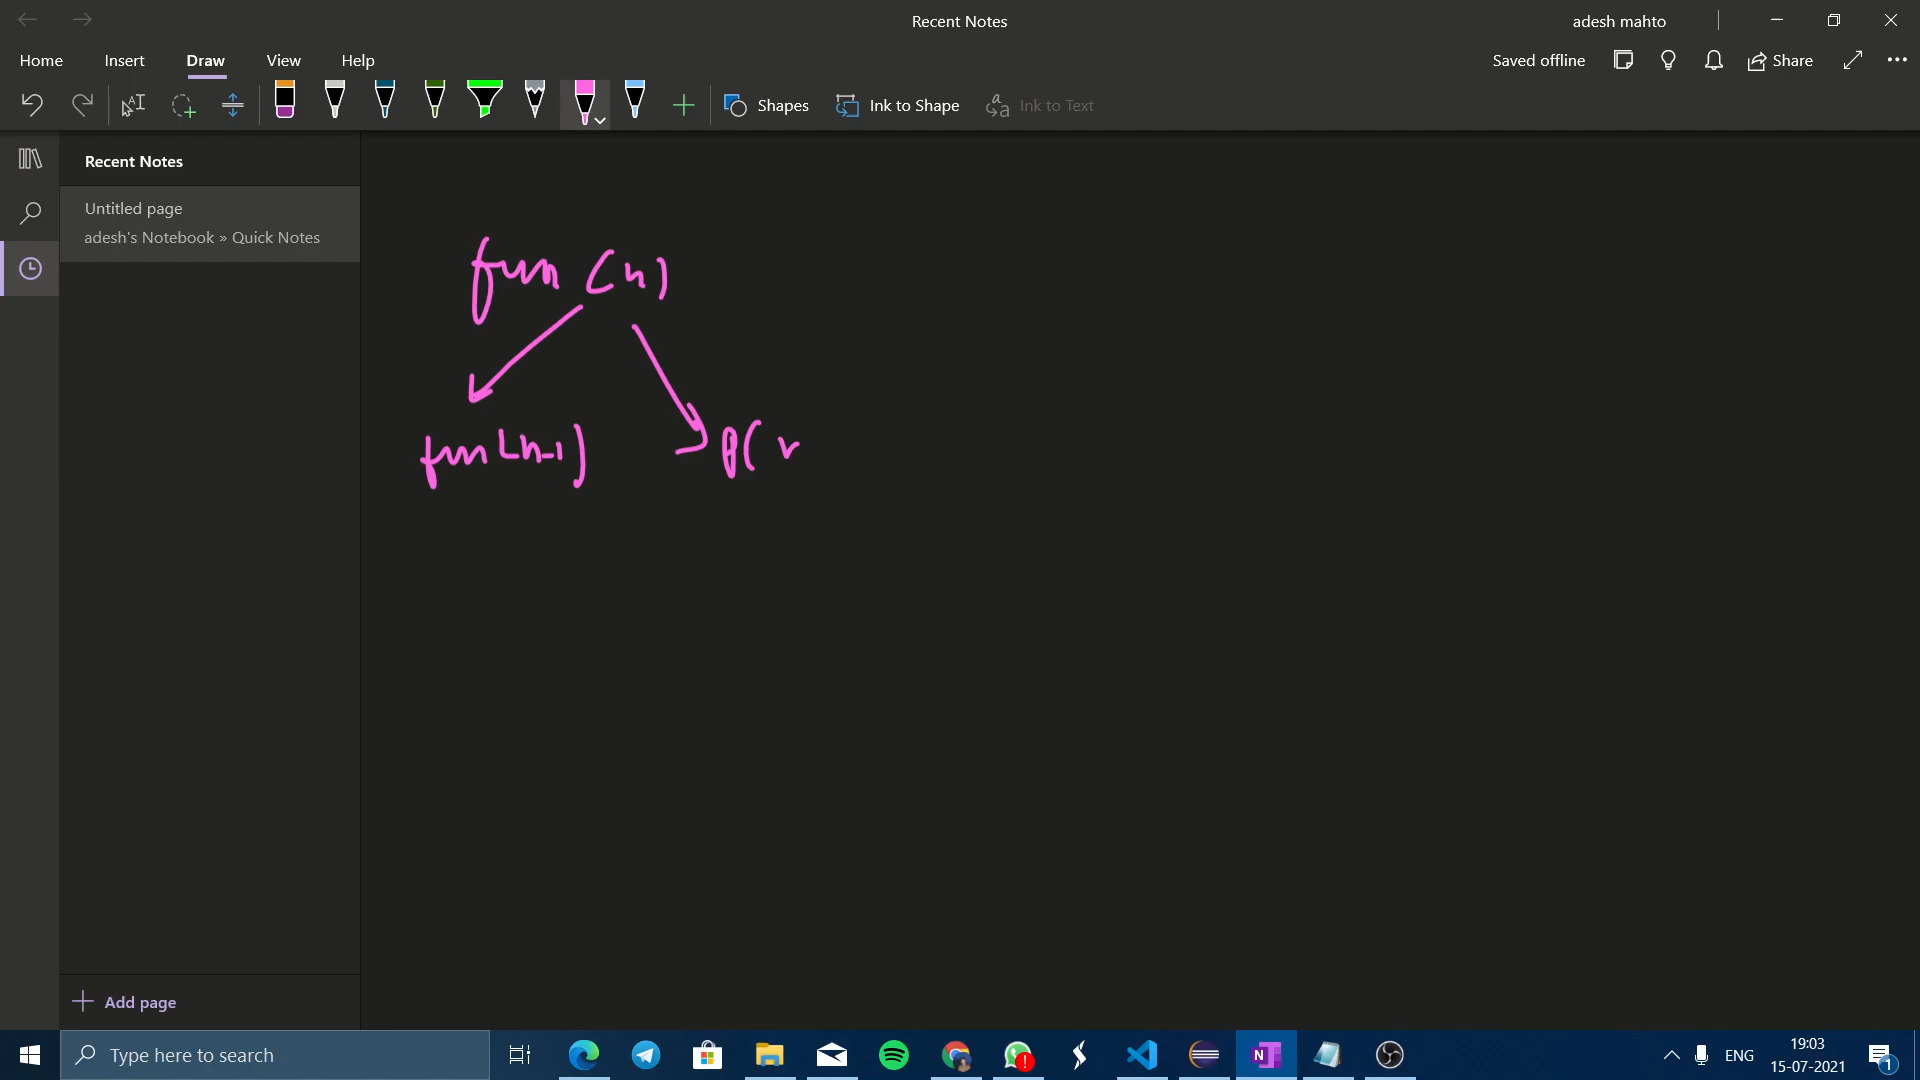 Recent Notes
adesh mahto
Home Insert Draw View Help
Saved offline
Share
Shapes
Ink to Shape
Ink to Text
Recent Notes
Untitled page
adesh's Notebook » Quick Notes
fun (n)
fun(n-1)
Add page
Type here to search
ENG
19:03
15-07-2021
1